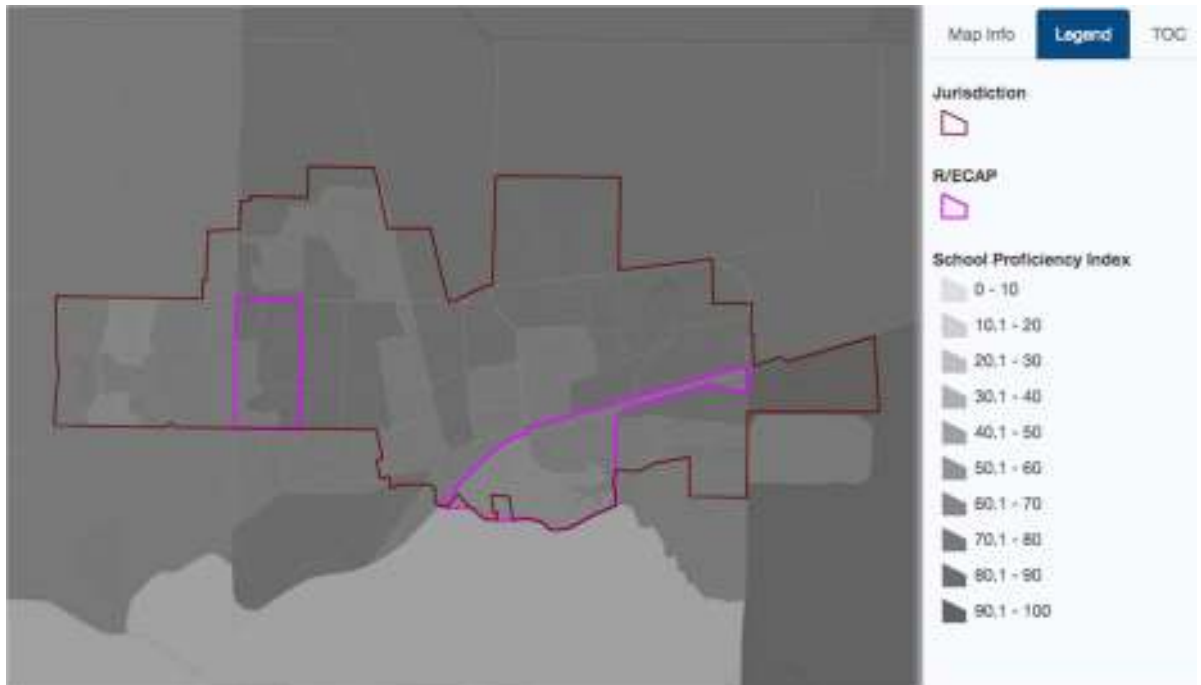 Map Info Legend TOC
Jurisdiction
R/ECAP
School Proficiency Index
0 - 10
10.1 - 20
20.1 - 30
30.1 - 40
40.1 - 50
50.1 - 60
60.1 - 70
70.1 - 80
80.1 - 90
90.1 - 100